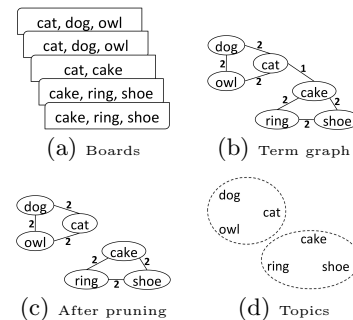 cat, dog, owl
cat, dog, owl
cat, cake
cake, ring, shoe
cake, ring, shoe
(a) Boards
dog
2
cat
2
owl
2
1
cake
2
2
ring
2
shoe
(b) Term graph
dog
2
cat
2
owl
2
cake
2
2
ring
2
shoe
(c) After pruning
dog
cat
owl
cake
ring
shoe
(d) Topics